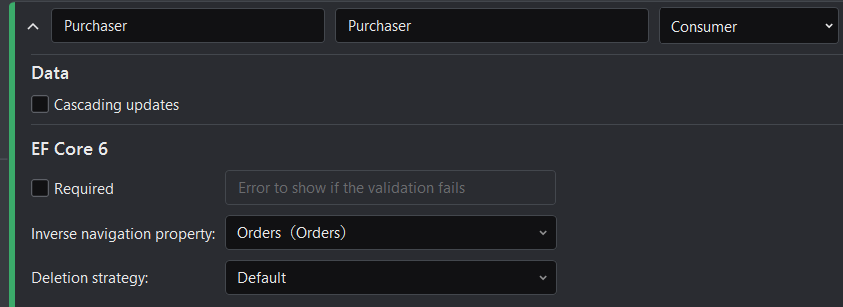 Purchaser Purchaser Consumer
Data
Cascading updates
EF Core 6
Required Error to show if the validation fails
Inverse navigation property: Orders（Orders）
Deletion strategy: Default